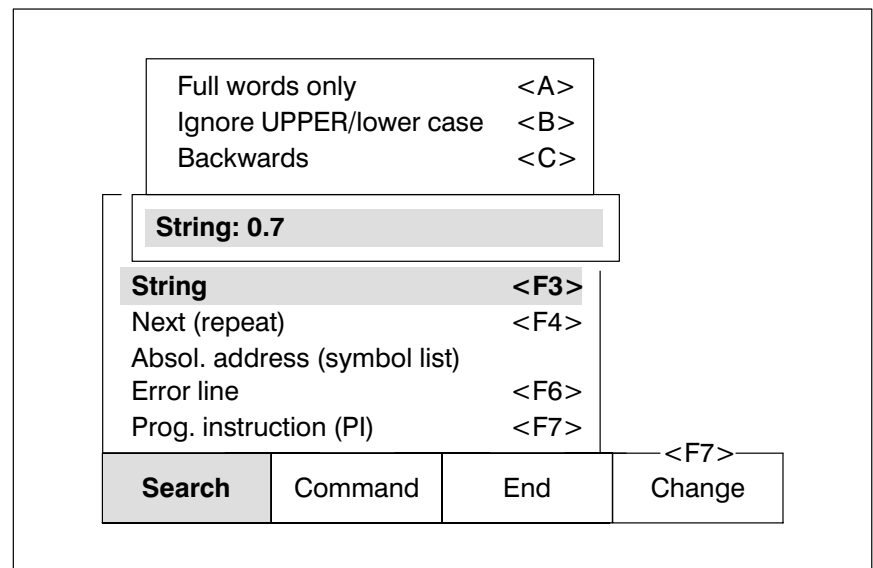 Full words only <A>
Ignore UPPER/lower case <B>
Backwards <C>
String: 0.7
String <F3>
Next (repeat) <F4>
Absol. address (symbol list)
Error line <F6>
Prog. instruction (PI) <F7>
<F7>
Search Command End Change